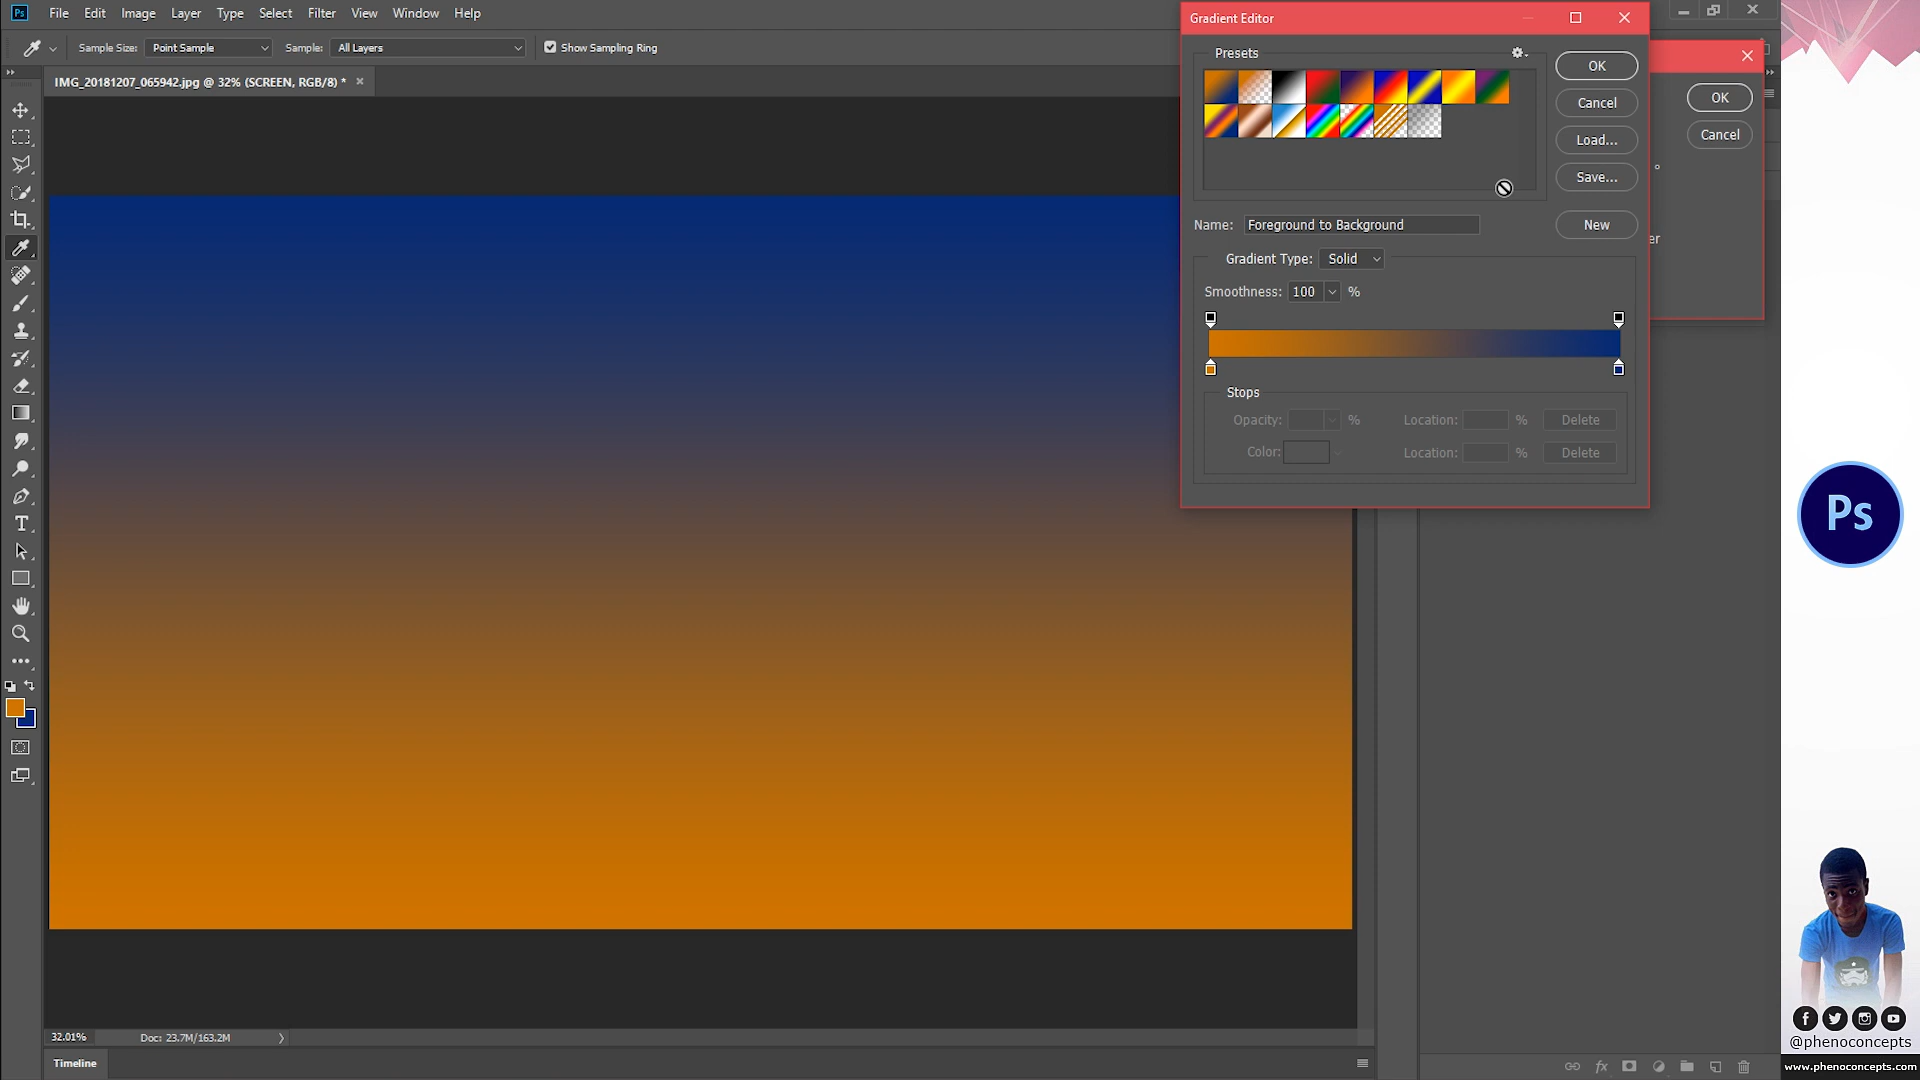 Ps File Edit Image Layer Type Select Filter View Window Help
Sample Size: Point Sample Sample: All Layers Show Sampling Ring
IMG_20181207_065942.jpg @ 32% (SCREEN, RGB/8) *
Gradient Editor
Presets
OK
Cancel
Load...
Save...
Name: Foreground to Background
New
Gradient Type: Solid
Smoothness: 100 %
Stops
Opacity: % Location: % Delete
Color: Location: % Delete
OK
Cancel
er
32.01% Doc: 23.7M/163.2M
Timeline
fx
Ps
@phenoconcepts
www.phenoconcepts.com